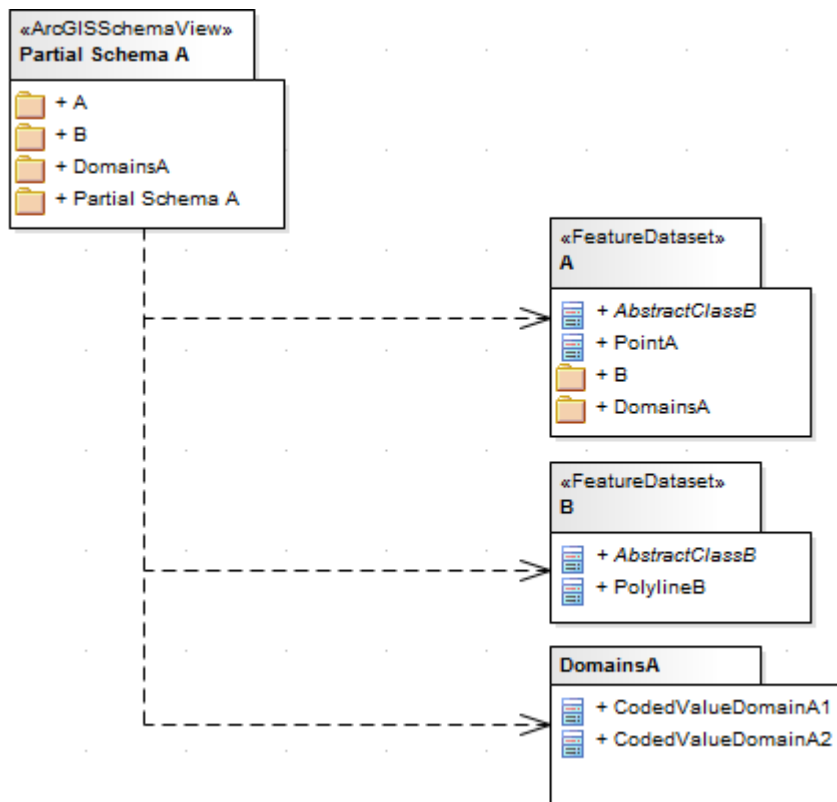 «ArcGISSchemaView»
Partial Schema A
+ A
+ B
+ DomainsA
+ Partial Schema A
«FeatureDataset»
A
+ AbstractClassB
+ PointA
+ B
+ DomainsA
«FeatureDataset»
B
+ AbstractClassB
+ PolylineB
DomainsA
+ CodedValueDomainA1
+ CodedValueDomainA2